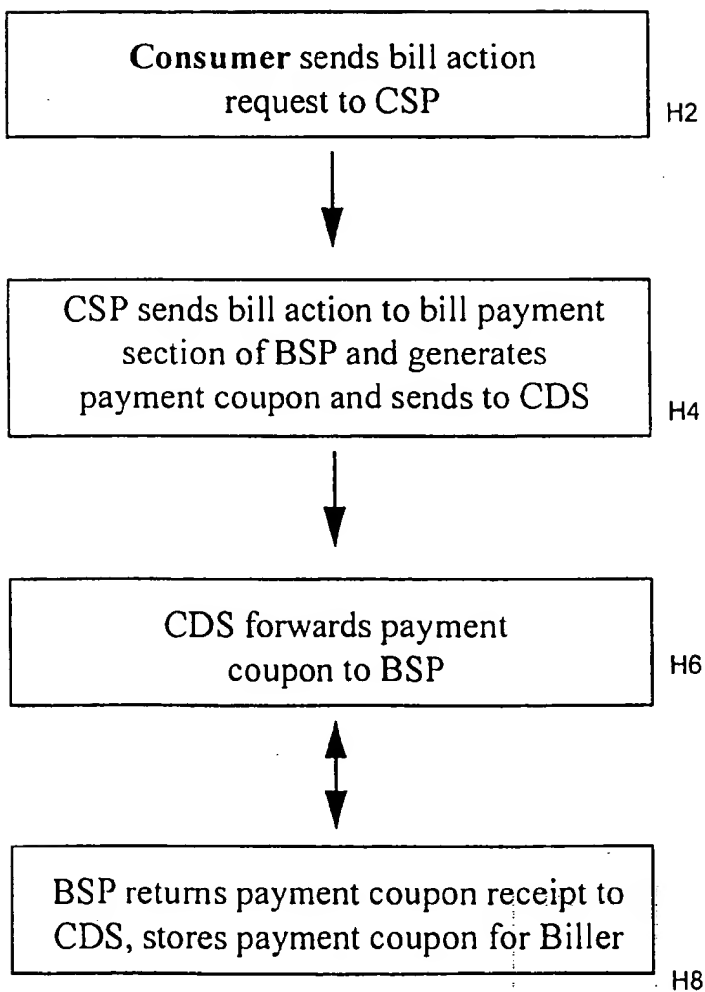 Consumer sends bill action
request to CSP
H2
CSP sends bill action to bill payment
section of BSP and generates
payment coupon and sends to CDS
H4
CDS forwards payment
coupon to BSP
H6
BSP returns payment coupon receipt to
CDS, stores payment coupon for Biller
H8